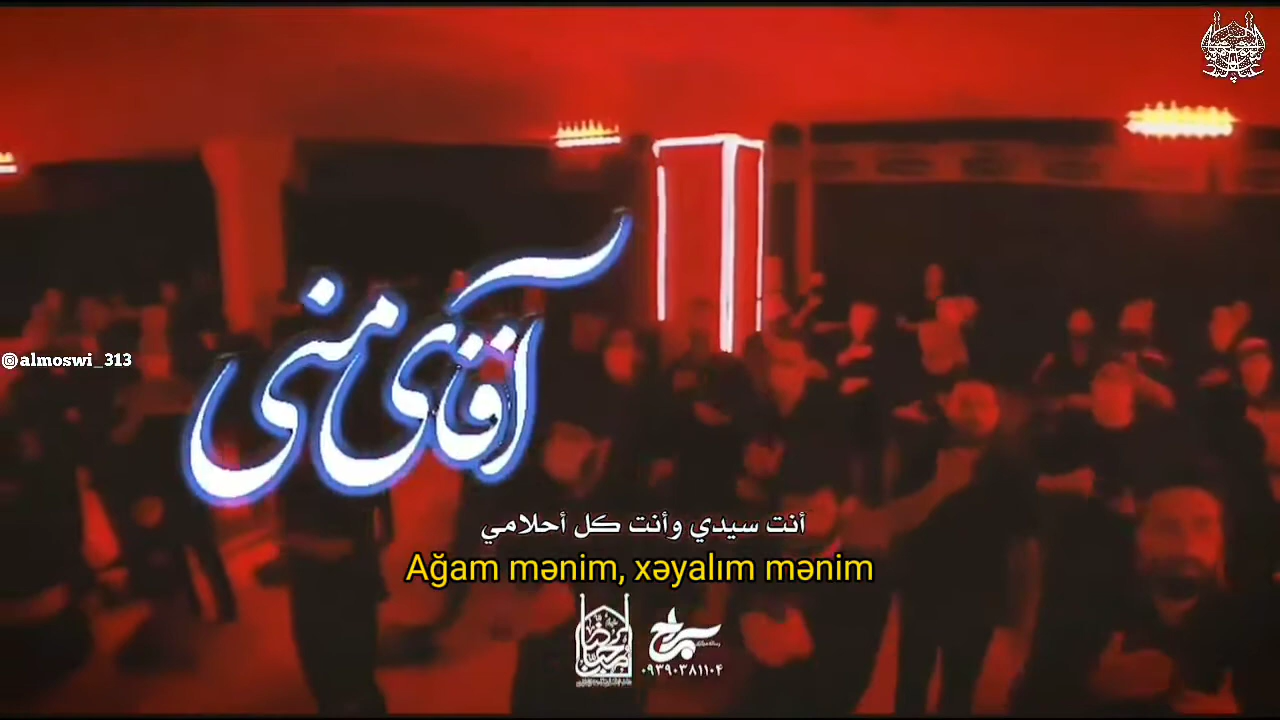 آقای منی
@almoswi_313
أنت سيدي وأنت كل أحلامي
Ağam mənim, xəyalım mənim
۰۹۳۹۰۳۸۱۱۰۴